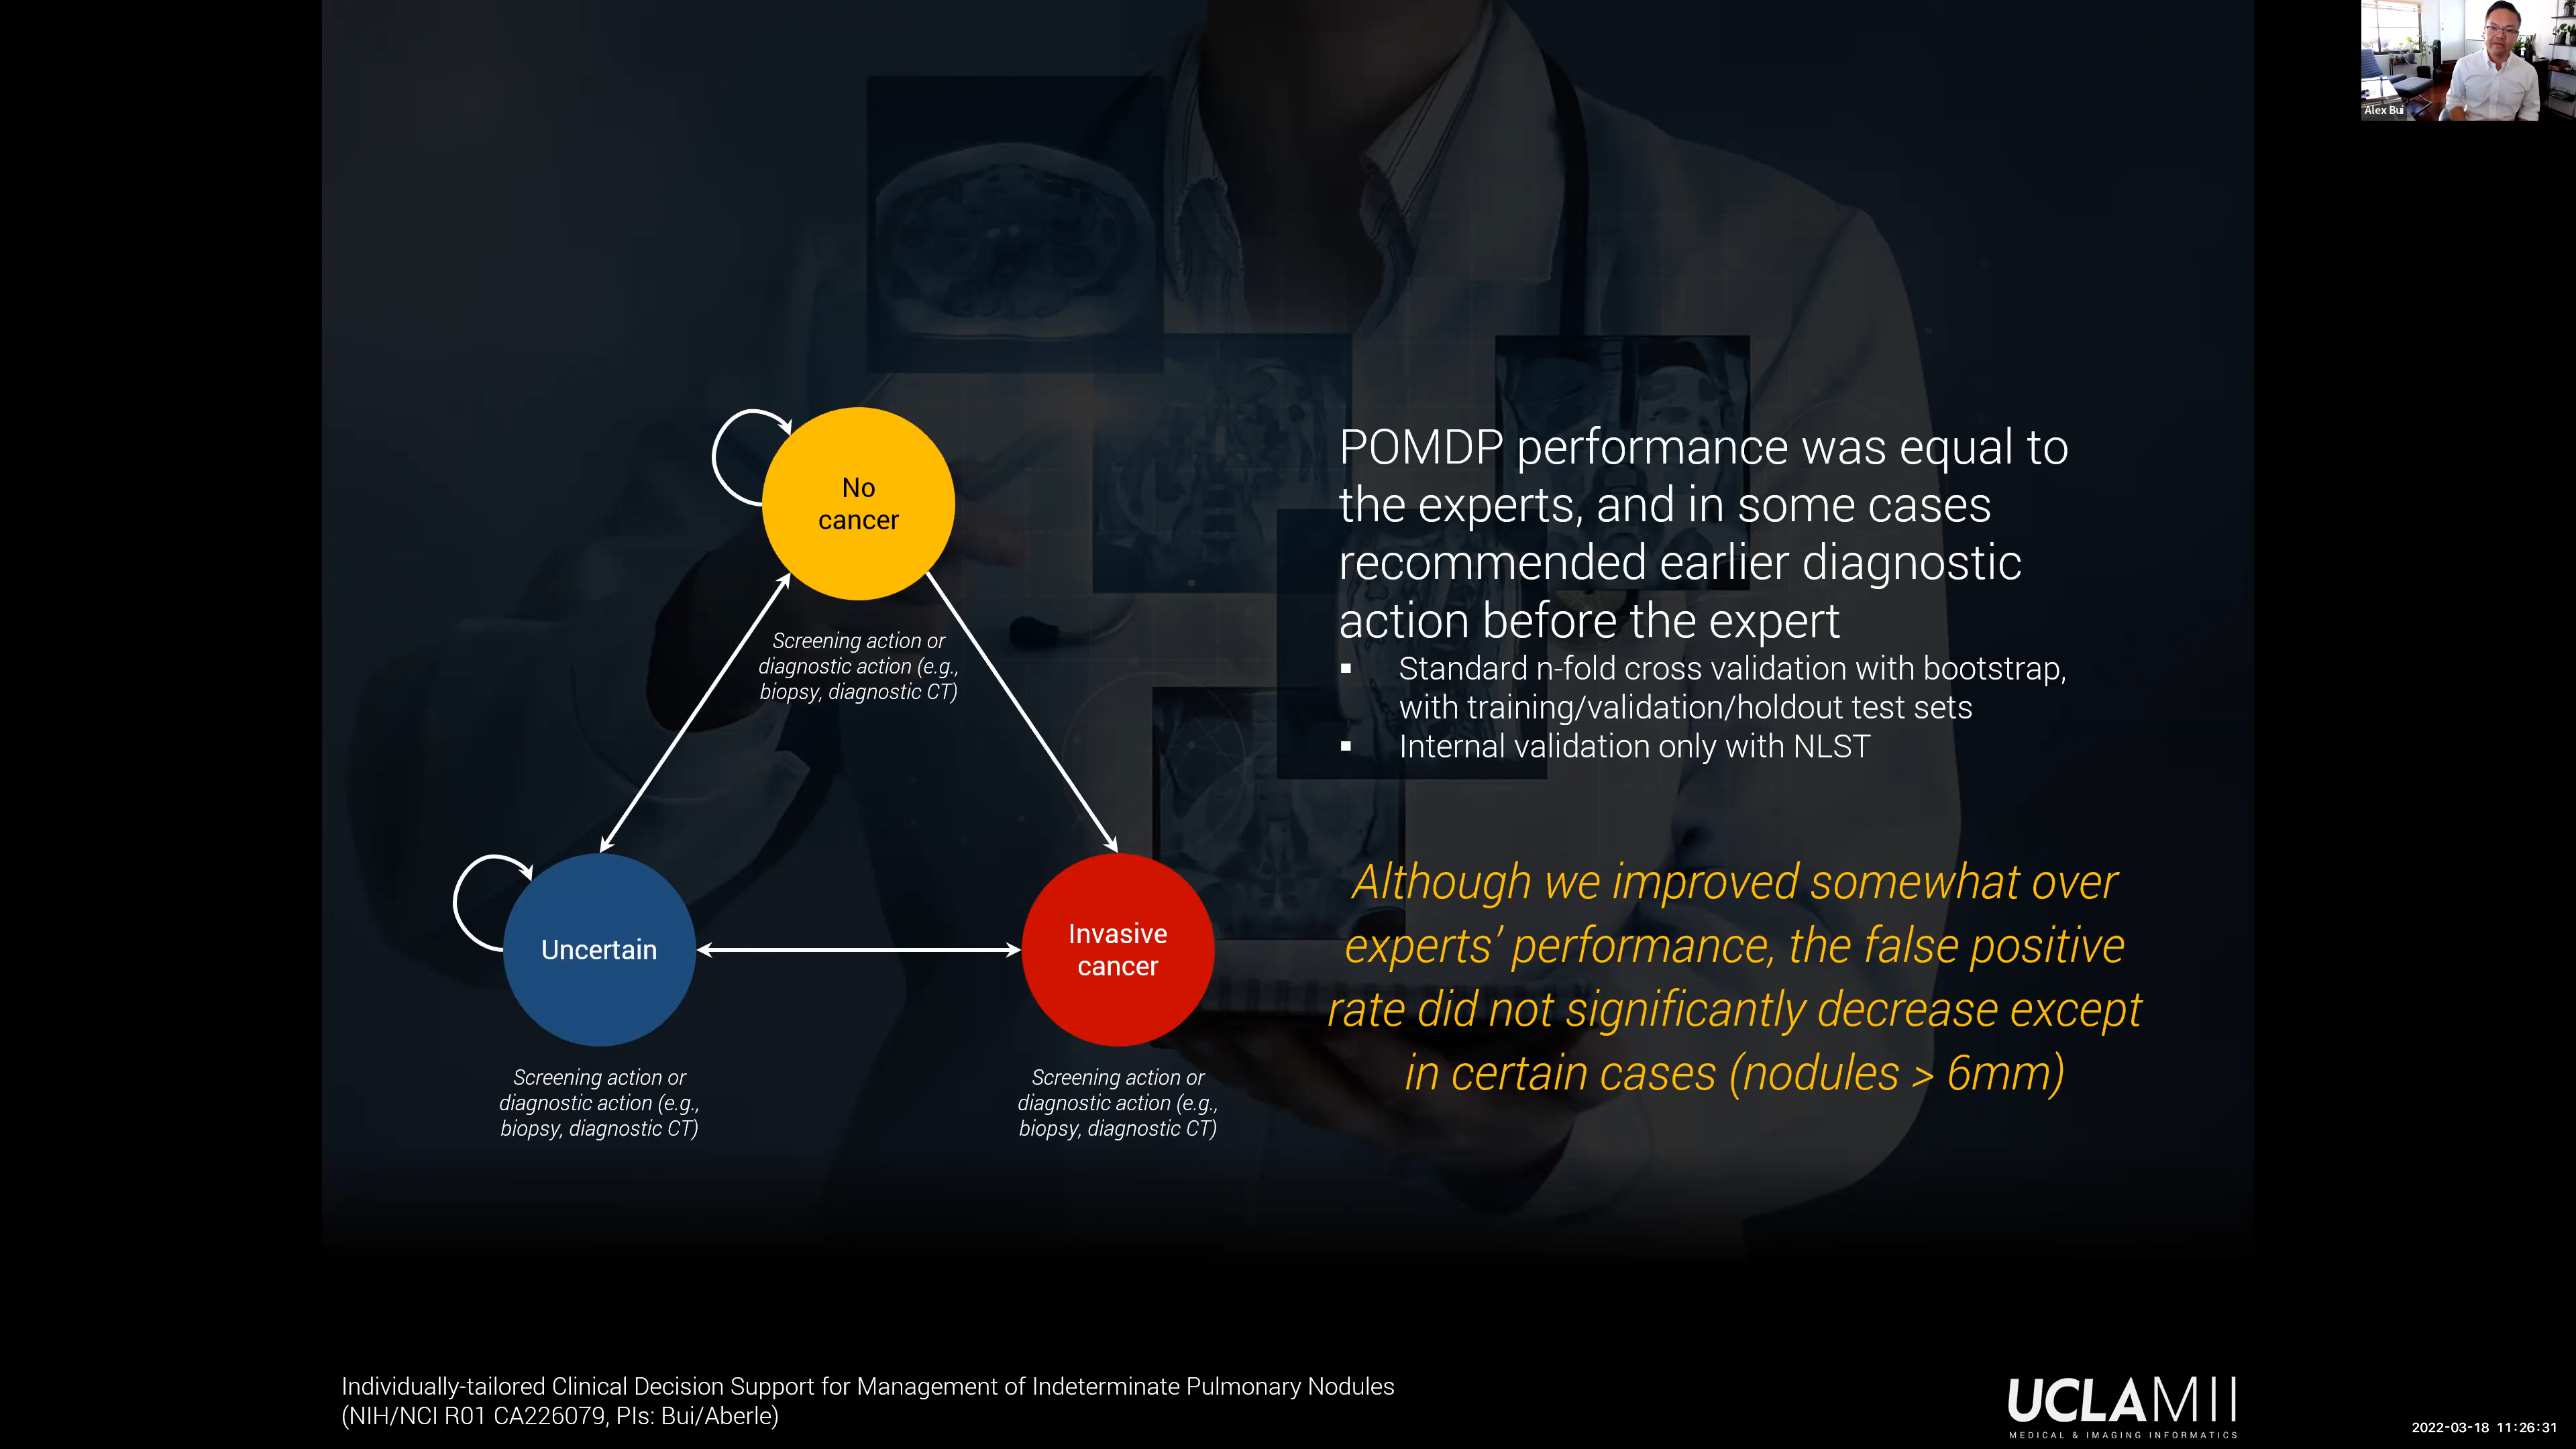 Alex Bui
No
cancer
Screening action or
diagnostic action (e.g.,
biopsy, diagnostic CT)
Uncertain
Screening action or
diagnostic action (e.g.,
biopsy, diagnostic CT)
Invasive
cancer
Screening action or
diagnostic action (e.g.,
biopsy, diagnostic CT)
POMDP performance was equal to
the experts, and in some cases
recommended earlier diagnostic
action before the expert
▪ Standard n-fold cross validation with bootstrap,
with training/validation/holdout test sets
▪ Internal validation only with NLST
Although we improved somewhat over
experts’ performance, the false positive
rate did not significantly decrease except
in certain cases (nodules > 6mm)
Individually-tailored Clinical Decision Support for Management of Indeterminate Pulmonary Nodules
(NIH/NCI R01 CA226079, PIs: Bui/Aberle)
UCLAMII
MEDICAL & IMAGING INFORMATICS
2022-03-18 11:26:31